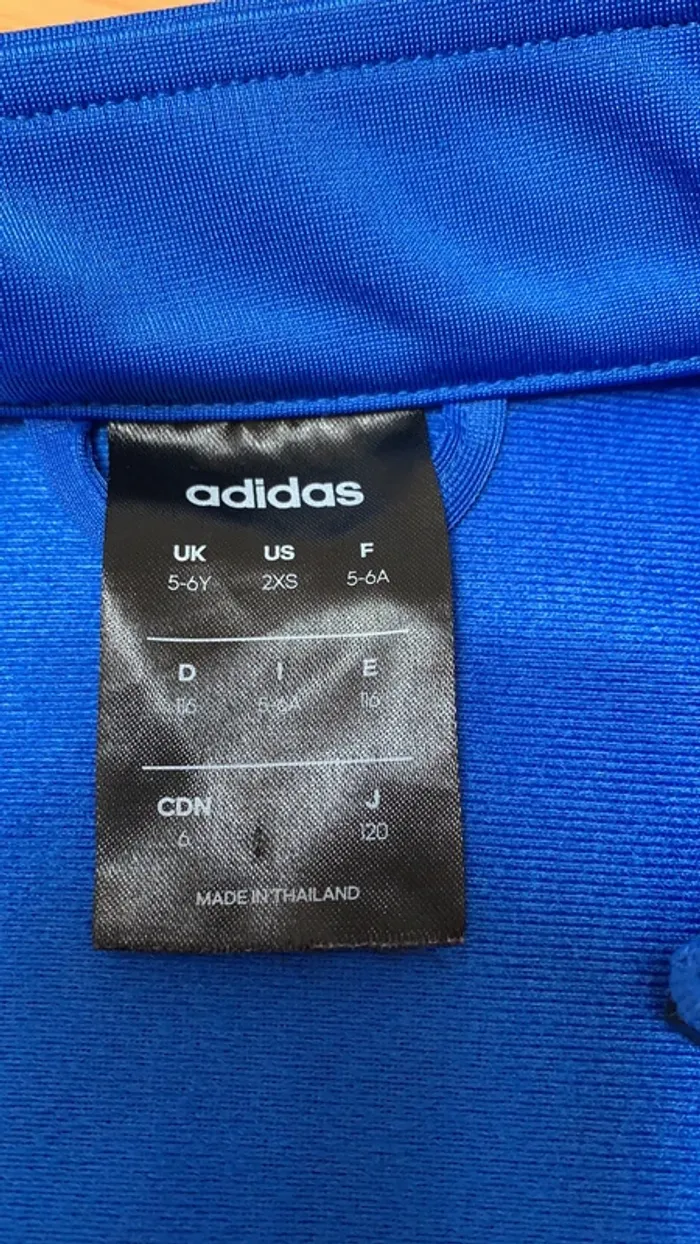 adidas
UK US F
5-6Y 2XS 5-6A
D I E
116 5-6A 116
CDN J
6 120
MADE IN THAILAND